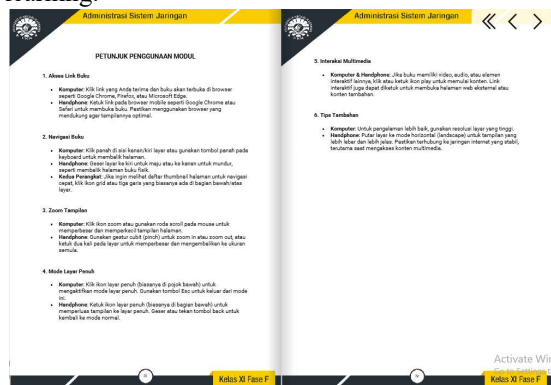 Administrasi Sistem Jaringan
PETUNJUK PENGGUNAAN MODUL
1. Akses Link Buku
• Komputer: Klik link yang Anda terima dan buku akan terbuka di browser
seperti Google Chrome, Firefox, atau Microsoft Edge.
• Handphone: Ketuk link pada browser mobile seperti Google Chrome atau
Safari untuk membuka buku. Pastikan menggunakan browser yang
mendukung agar tampilannya optimal.
2. Navigasi Buku
• Komputer: Klik panah di sisi kanan/kiri layar atau gunakan tombol panah pada
keyboard untuk membalik halaman.
• Handphone: Geser layar ke kiri untuk maju atau ke kanan untuk mundur,
seperti membalik halaman buku fisik.
• Kedua Perangkat: Jika ingin melihat daftar thumbnail halaman untuk navigasi
cepat, klik ikon grid atau tiga garis yang biasanya ada di bagian bawah/atas
layar.
3. Zoom Tampilan
• Komputer: Klik ikon zoom atau gunakan roda scroll pada mouse untuk
memperbesar dan memperkecil tampilan halaman.
• Handphone: Gunakan gestur cubit (pinch) untuk zoom in atau zoom out, atau
ketuk dua kali pada layar untuk memperbesar dan mengembalikan ke ukuran
semula.
4. Mode Layar Penuh
• Komputer: Klik ikon layar penuh (biasanya di pojok bawah) untuk
mengaktifkan mode layar penuh. Gunakan tombol Esc untuk keluar dari mode
ini.
• Handphone: Ketuk ikon layar penuh (biasanya di bagian bawah) untuk
memperluas tampilan ke layar penuh. Geser atau tekan tombol back untuk
kembali ke mode normal.
Kelas XI Fase F
Administrasi Sistem Jaringan
5. Interaksi Multimedia
• Komputer & Handphone: Jika buku memiliki video, audio, atau elemen
interaktif lainnya, klik atau ketuk ikon play untuk memulai konten. Link
interaktif juga dapat diketuk untuk membuka halaman web eksternal atau
konten tambahan.
6. Tips Tambahan
• Komputer: Untuk pengalaman lebih baik, gunakan resolusi layar yang tinggi.
• Handphone: Putar layar ke mode horizontal (landscape) untuk tampilan yang
lebih lebar dan lebih jelas. Pastikan terhubung ke jaringan internet yang stabil,
terutama saat mengakses konten multimedia.
Activate Wi
Kelas XI Fase F